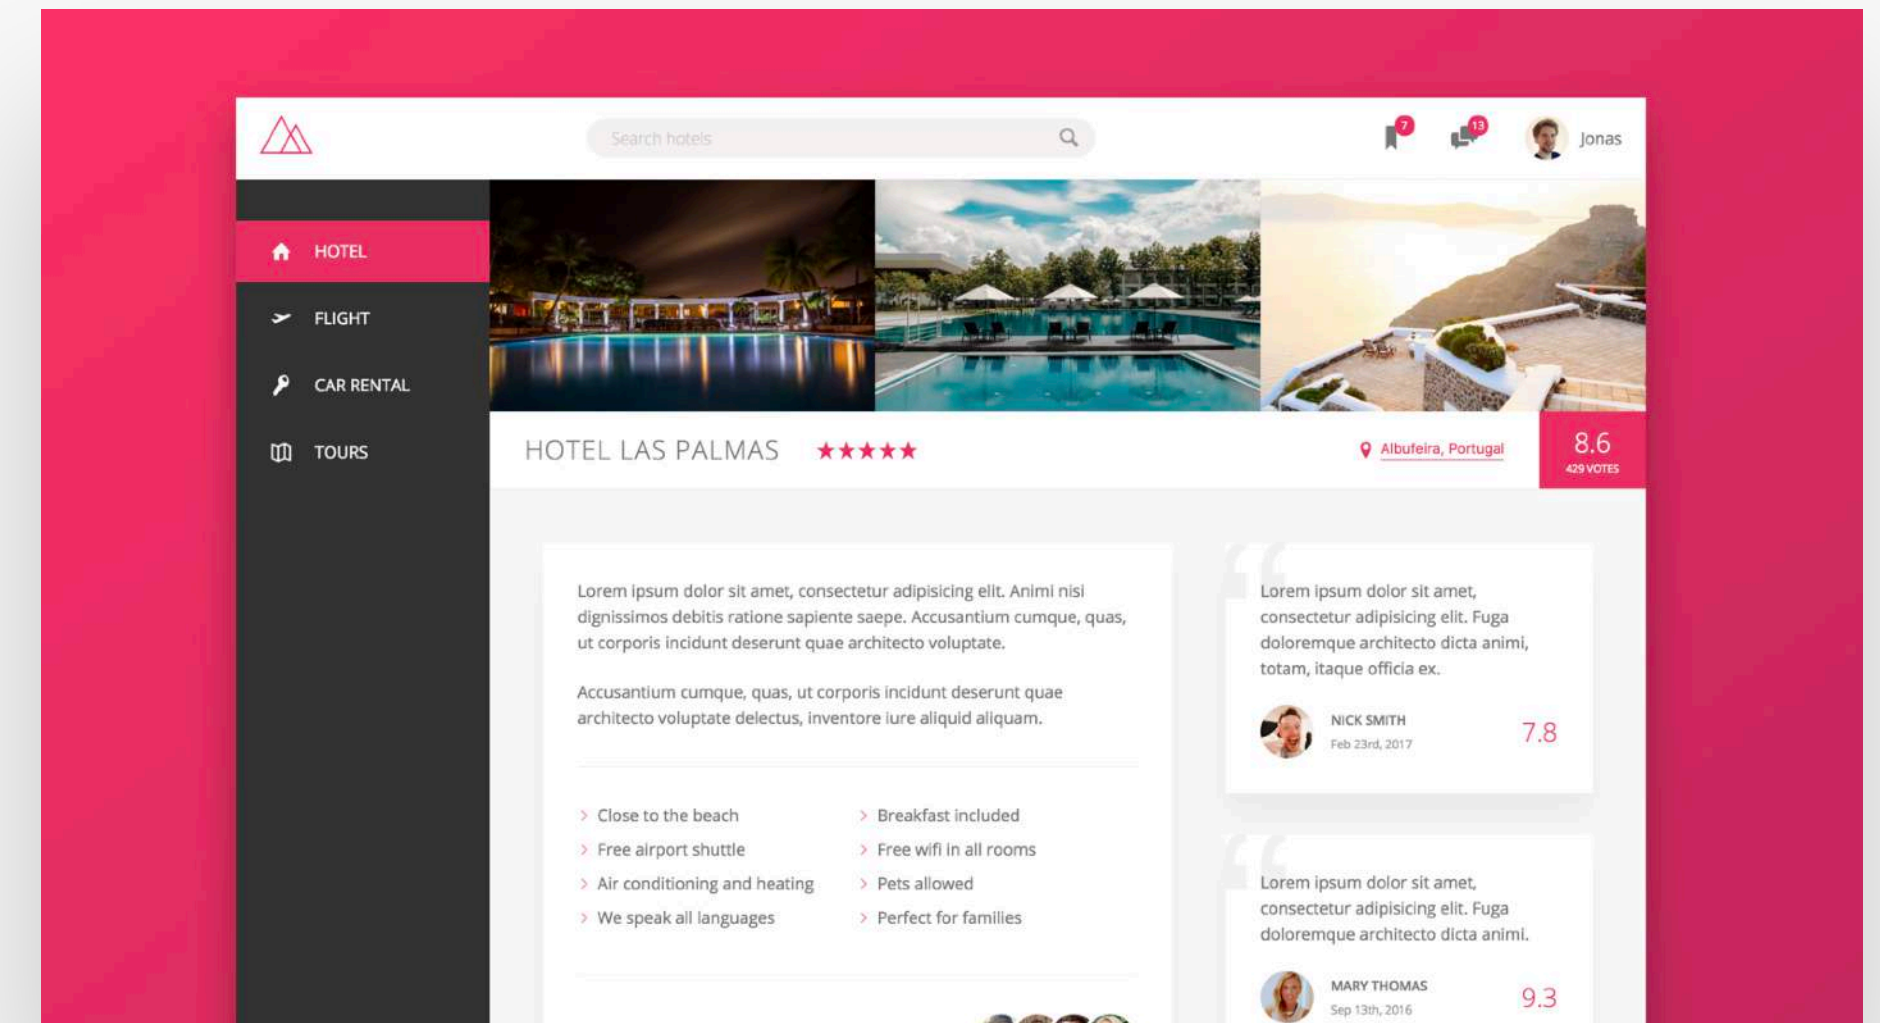 Search hotels
7
13
Jonas
HOTEL
FLIGHT
CAR RENTAL
TOURS
HOTEL LAS PALMAS
Albufeira, Portugal
8.6
429 VOTES
Lorem ipsum dolor sit amet, consectetur adipisicing elit. Animi nisi
dignissimos debitis ratione sapiente saepe. Accusantium cumque, quas,
ut corporis incidunt deserunt quae architecto voluptate.
Accusantium cumque, quas, ut corporis incidunt deserunt quae
architecto voluptate delectus, inventore iure aliquid aliquam.
Close to the beach
Free airport shuttle
Air conditioning and heating
We speak all languages
Breakfast included
Free wifi in all rooms
Pets allowed
Perfect for families
Lorem ipsum dolor sit amet,
consectetur adipisicing elit. Fuga
doloremque architecto dicta animi,
totam, itaque officia ex.
NICK SMITH
Feb 23rd, 2017
7.8
Lorem ipsum dolor sit amet,
consectetur adipisicing elit. Fuga
doloremque architecto dicta animi.
MARY THOMAS
Sep 13th, 2016
9.3